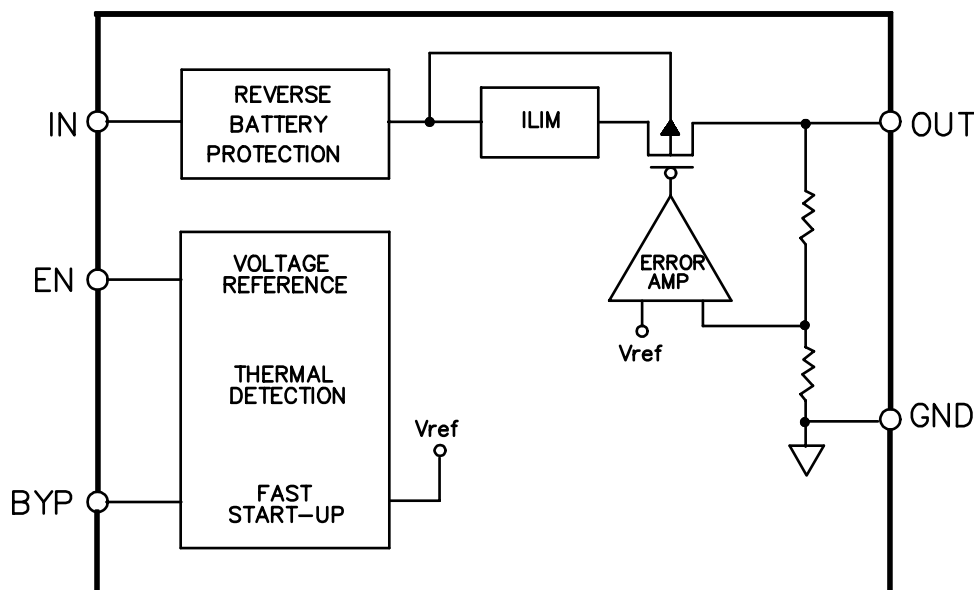 REVERSE
BATTERY
PROTECTION
IN
ILIM
OUT
ERROR
AMP
Vref
EN
VOLTAGE
REFERENCE
THERMAL
DETECTION
Vref
GND
BYP
FAST
START-UP